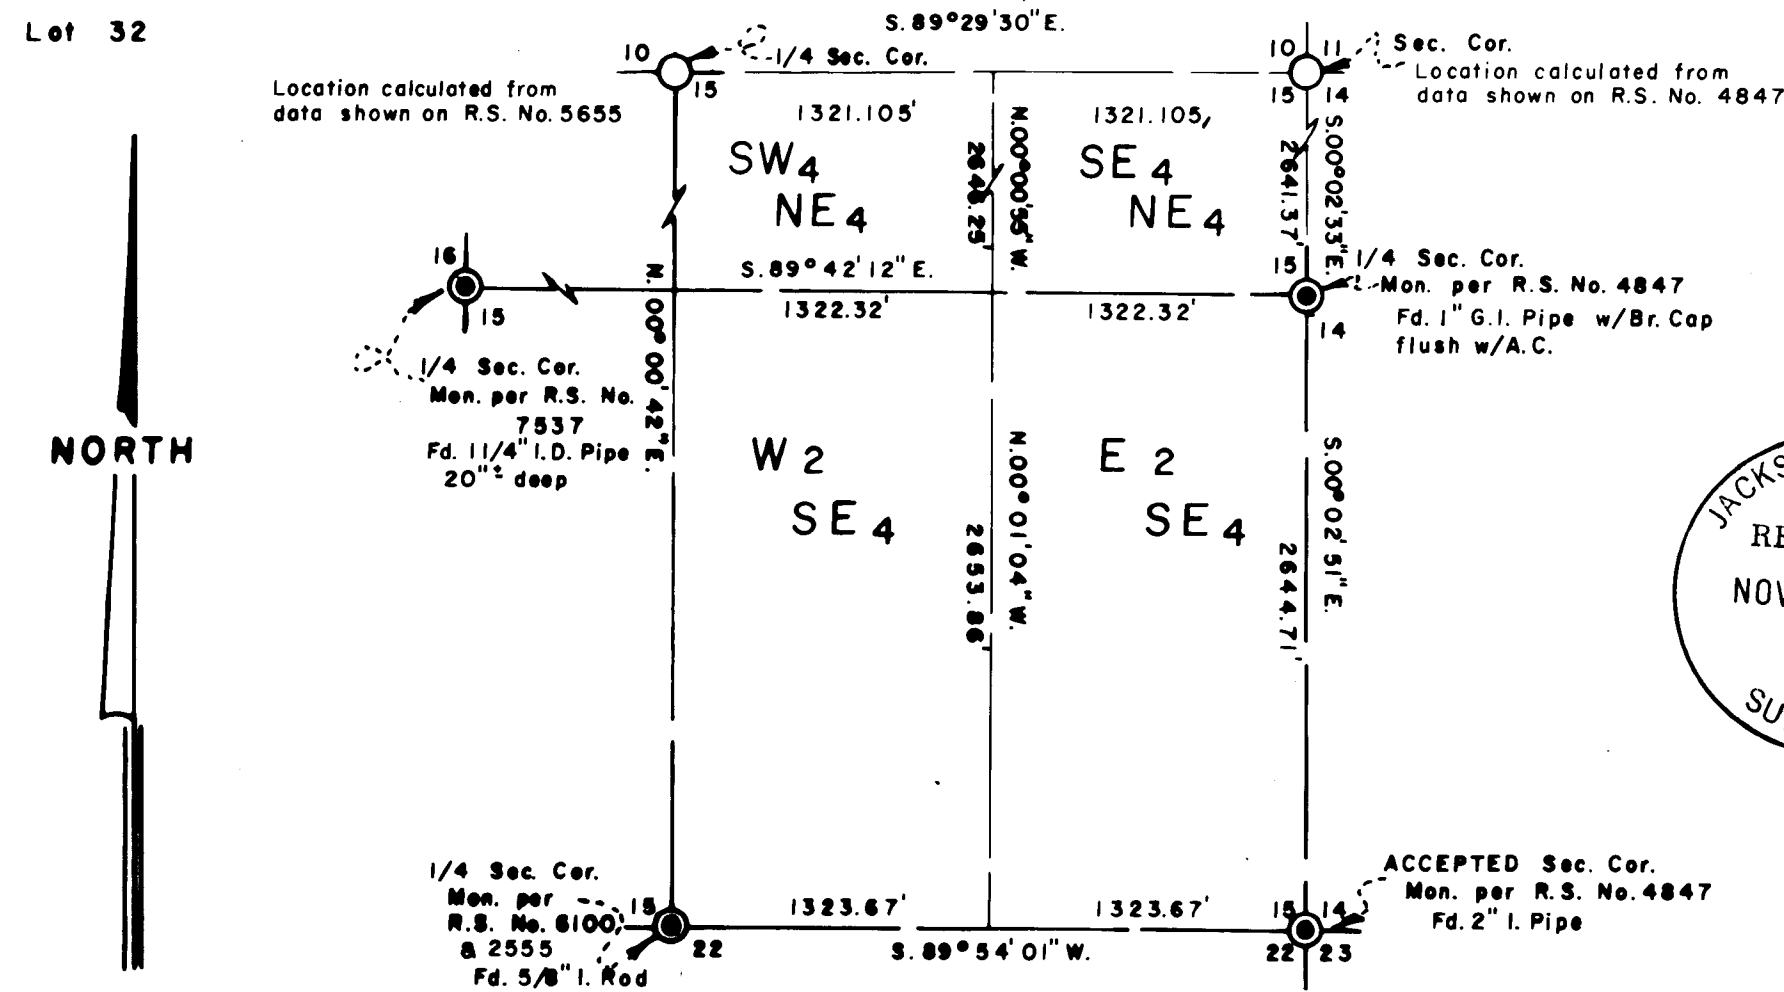 Lot 32
S. 89°29'30"E.
10
1/4 Sec. Cor.
15
Location calculated from
data shown on R.S. No. 5655
10 11
15 14
Sec. Cor.
Location calculated from
data shown on R.S. No. 4847
1321.105'
1321.105,
SW4
NE4
SE4
NE4
N.00°00'55"W.
S.00°02'33"E.
2641.37'
16
15
S. 89°42'12"E.
1322.32'
1322.32'
15
14
1/4 Sec. Cor.
Mon. per R.S. No. 4847
Fd. 1" G.I. Pipe w/Br. Cap
flush w/A.C.
1/4 Sec. Cor.
Mon. per R.S. No.
7537
Fd. 1 1/4" I.D. Pipe
20"± deep
N. 00° 00' 42" E.
NORTH
W2
SE4
E2
SE4
N.00°01'04"W.
2653.86'
S.00°02'51"E.
2644.71'
JACKS
RE
NOV
SU
1/4 Sec. Cor.
Mon. per
R.S. No. 6100,
& 2555
Fd. 5/8" I. Rod
15
22
1323.67'
1323.67'
S. 89°54'01"W.
15 14
22 23
ACCEPTED Sec. Cor.
Mon. per R.S. No. 4847
Fd. 2" I. Pipe